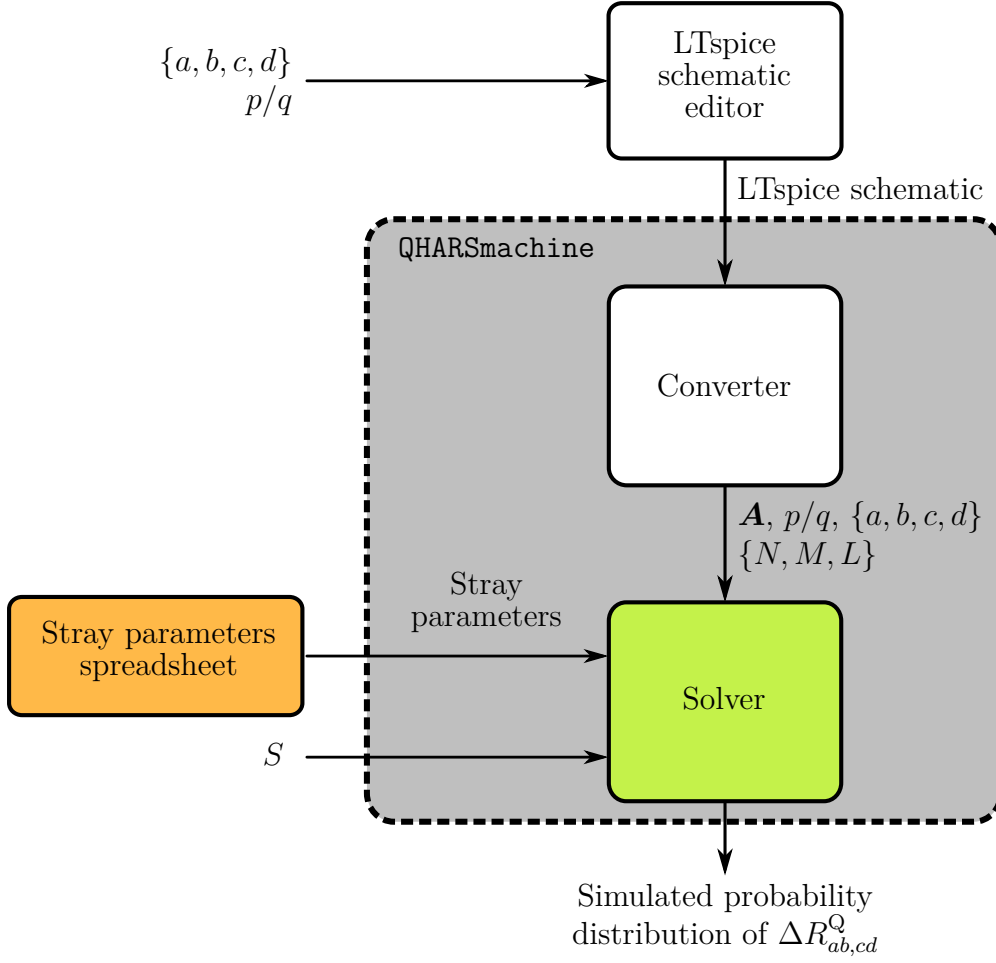 {a, b, c, d}
p/q
LTspice
schematic
editor
LTspice schematic
QHARSmachine
Converter
A, p/q, {a, b, c, d}
{N, M, L}
Stray
parameters
Stray parameters
spreadsheet
Solver
S
Simulated probability
distribution of ΔR^Q_{ab,cd}